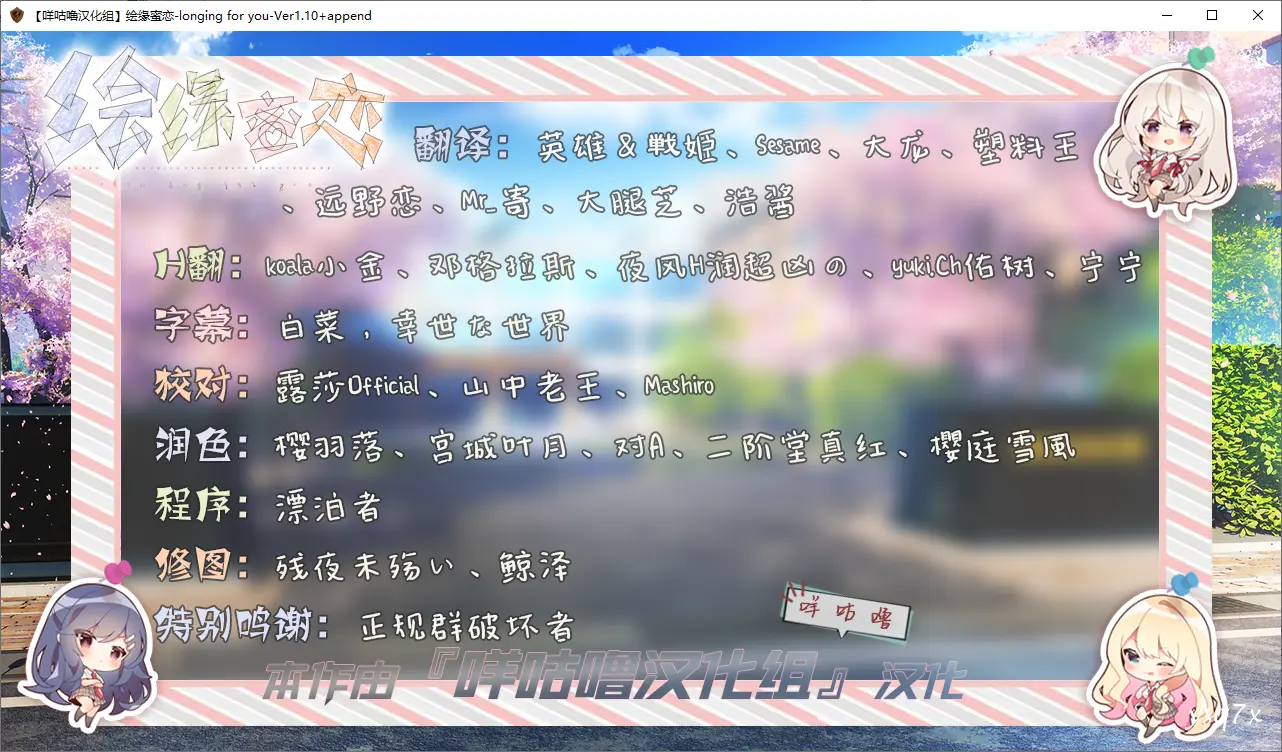 【咩咕噜汉化组】绘缘蜜恋-longing for you-Ver1.10+append
绘缘蜜恋
翻译：英雄＆戦姫、Sesame、大龙、塑料王
、远野恋、Mr_寄、大腿芝、浩酱
H翻：koala小金、邓格拉斯、夜风H润超凶の、yuki.Ch佑树、宁宁
字幕：白菜，幸世な世界
校对：露莎Official、山中老王、Mashiro
润色：樱羽落、宫城叶月、对A、二阶堂真红、櫻庭雪風
程序：漂泊者
修图：残夜未殇い、鲸泽
特别鸣谢：正规群破坏者
咩咕噜
本作由『咩咕噜汉化组』汉化